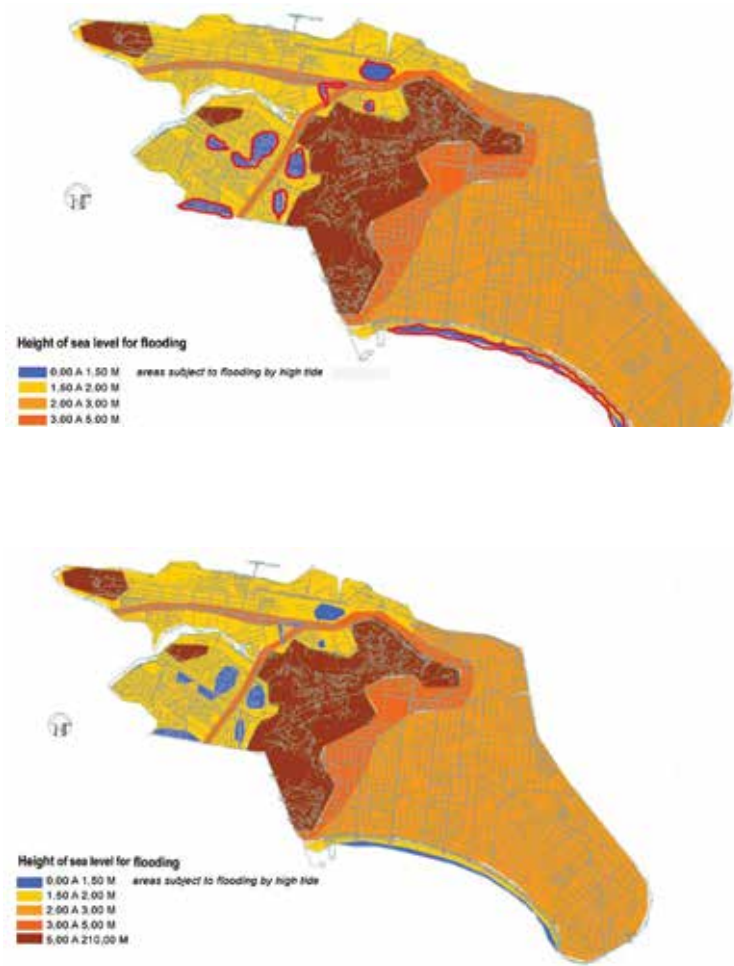 Height of sea level for flooding
0.00 A 1,50 M areas subject to flooding by high tide
1,50 A 2,00 M
2.00 A 3,00 M
3.00 A 5.00 M
Height of sea level for flooding
0.00 A 1,50 M areas subject to flooding by high tide
1.50 A 2,00 M
2.00 A 3,00 M
3,00 A 5,00 M
5,00 A 210,00 M